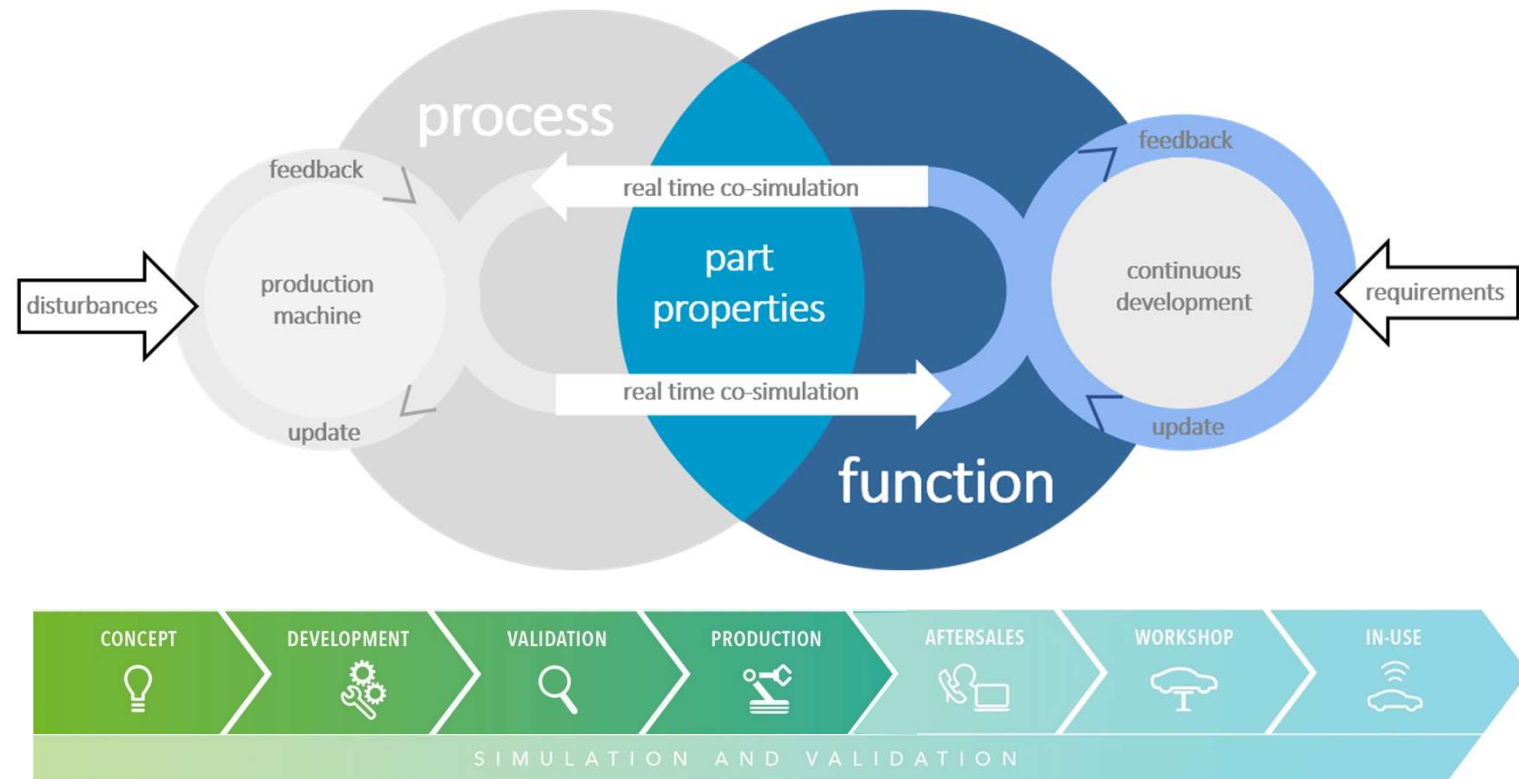 process
feedback
feedback
real time co-simulation
part
properties
production
machine
continuous
development
disturbances
requirements
real time co-simulation
update
update
function
CONCEPT
DEVELOPMENT
VALIDATION
PRODUCTION
AFTERSALES
WORKSHOP
IN-USE
SIMULATION AND VALIDATION